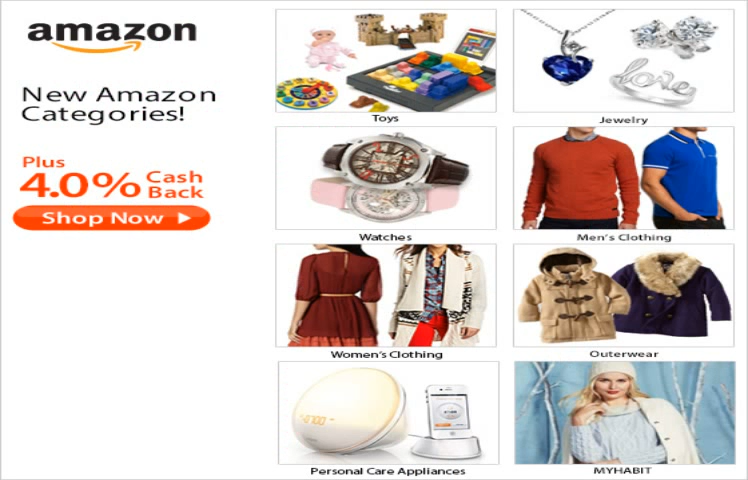 amazon
New Amazon
Categories!
Plus
4.0% Cash Back
Shop Now
Toys
Jewelry
love
Watches
Men's Clothing
Women's Clothing
Outerwear
Personal Care Appliances
MYHABIT